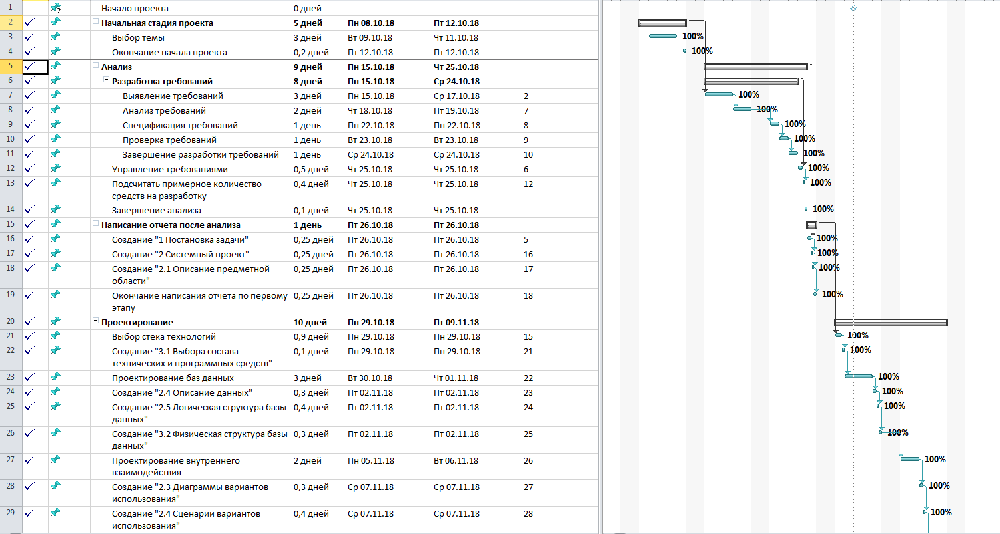 1 Начало проекта 0 дней
2 Начальная стадия проекта 5 дней Пн 08.10.18 Пт 12.10.18
3 Выбор темы 3 дней Вт 09.10.18 Чт 11.10.18 100%
4 Окончание начала проекта 0,2 дней Пт 12.10.18 Пт 12.10.18 100%
5 Анализ 9 дней Пн 15.10.18 Чт 25.10.18
6 Разработка требований 8 дней Пн 15.10.18 Ср 24.10.18
7 Выявление требований 3 дней Пн 15.10.18 Ср 17.10.18 2 100%
8 Анализ требований 2 дней Чт 18.10.18 Пт 19.10.18 7 100%
9 Спецификация требований 1 день Пн 22.10.18 Пн 22.10.18 8 100%
10 Проверка требований 1 день Вт 23.10.18 Вт 23.10.18 9 100%
11 Завершение разработки требований 1 день Ср 24.10.18 Ср 24.10.18 10 100%
12 Управление требованиями 0,5 дней Чт 25.10.18 Чт 25.10.18 6 100%
13 Подсчитать примерное количество 0,4 дней Чт 25.10.18 Чт 25.10.18 12 100%
средств на разработку
14 Завершение анализа 0,1 дней Чт 25.10.18 Чт 25.10.18 100%
15 Написание отчета после анализа 1 день Пт 26.10.18 Пт 26.10.18
16 Создание "1 Постановка задачи" 0,25 дней Пт 26.10.18 Пт 26.10.18 5 100%
17 Создание "2 Системный проект" 0,25 дней Пт 26.10.18 Пт 26.10.18 16 100%
18 Создание "2.1 Описание предметной 0,25 дней Пт 26.10.18 Пт 26.10.18 17 100%
области"
19 Окончание написания отчета по первому 0,25 дней Пт 26.10.18 Пт 26.10.18 18 100%
этапу
20 Проектирование 10 дней Пн 29.10.18 Пт 09.11.18
21 Выбор стека технологий 0,9 дней Пн 29.10.18 Пн 29.10.18 15 100%
22 Создание "3.1 Выбора состава 0,1 дней Пн 29.10.18 Пн 29.10.18 21 100%
технических и программных средств"
23 Проектирование баз данных 3 дней Вт 30.10.18 Чт 01.11.18 22 100%
24 Создание "2.4 Описание данных" 0,3 дней Пт 02.11.18 Пт 02.11.18 23 100%
25 Создание "2.5 Логическая структура базы 0,4 дней Пт 02.11.18 Пт 02.11.18 24 100%
данных"
26 Создание "3.2 Физическая структура базы 0,3 дней Пт 02.11.18 Пт 02.11.18 25 100%
данных"
27 Проектирование внутреннего 2 дней Пн 05.11.18 Вт 06.11.18 26 100%
взаимодействия
28 Создание "2.3 Диаграммы вариантов 0,3 дней Ср 07.11.18 Ср 07.11.18 27 100%
использования"
29 Создание "2.4 Сценарии вариантов 0,4 дней Ср 07.11.18 Ср 07.11.18 28 100%
использования"